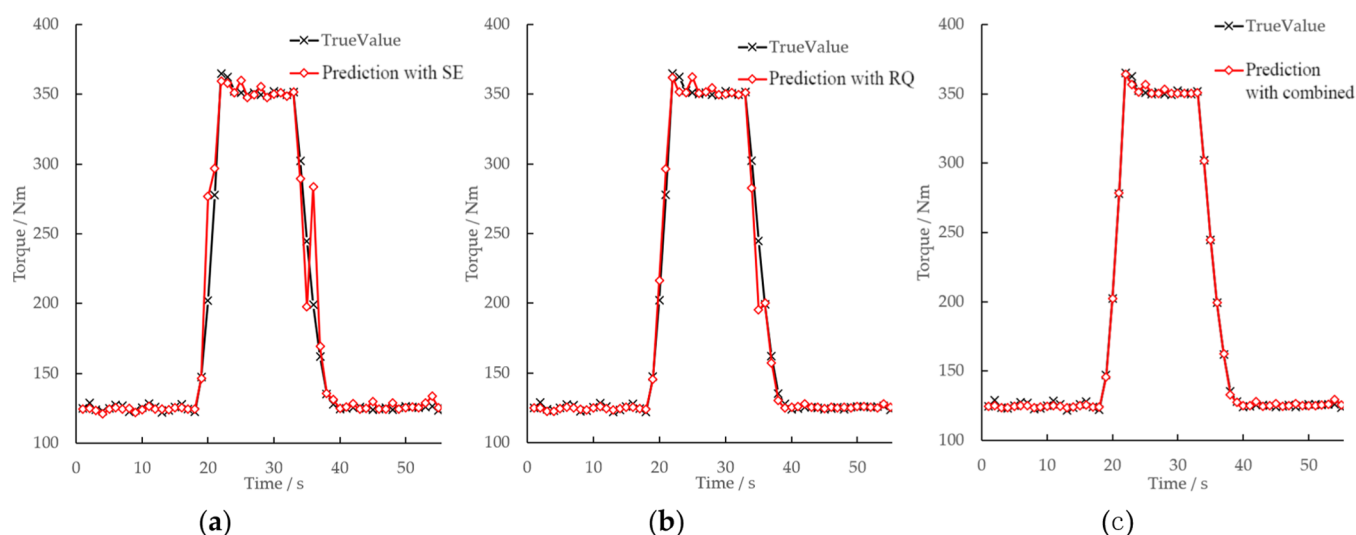 400
350
300
250
200
150
100
0
10
20
30
40
50
Torque / Nm
Time / s
TrueValue
Prediction with SE
(a)
400
350
300
250
200
150
100
0
10
20
30
40
50
Torque / Nm
Time / s
TrueValue
Prediction with RQ
(b)
400
350
300
250
200
150
100
0
10
20
30
40
50
Torque / Nm
Time / s
TrueValue
Prediction
with combined
(c)